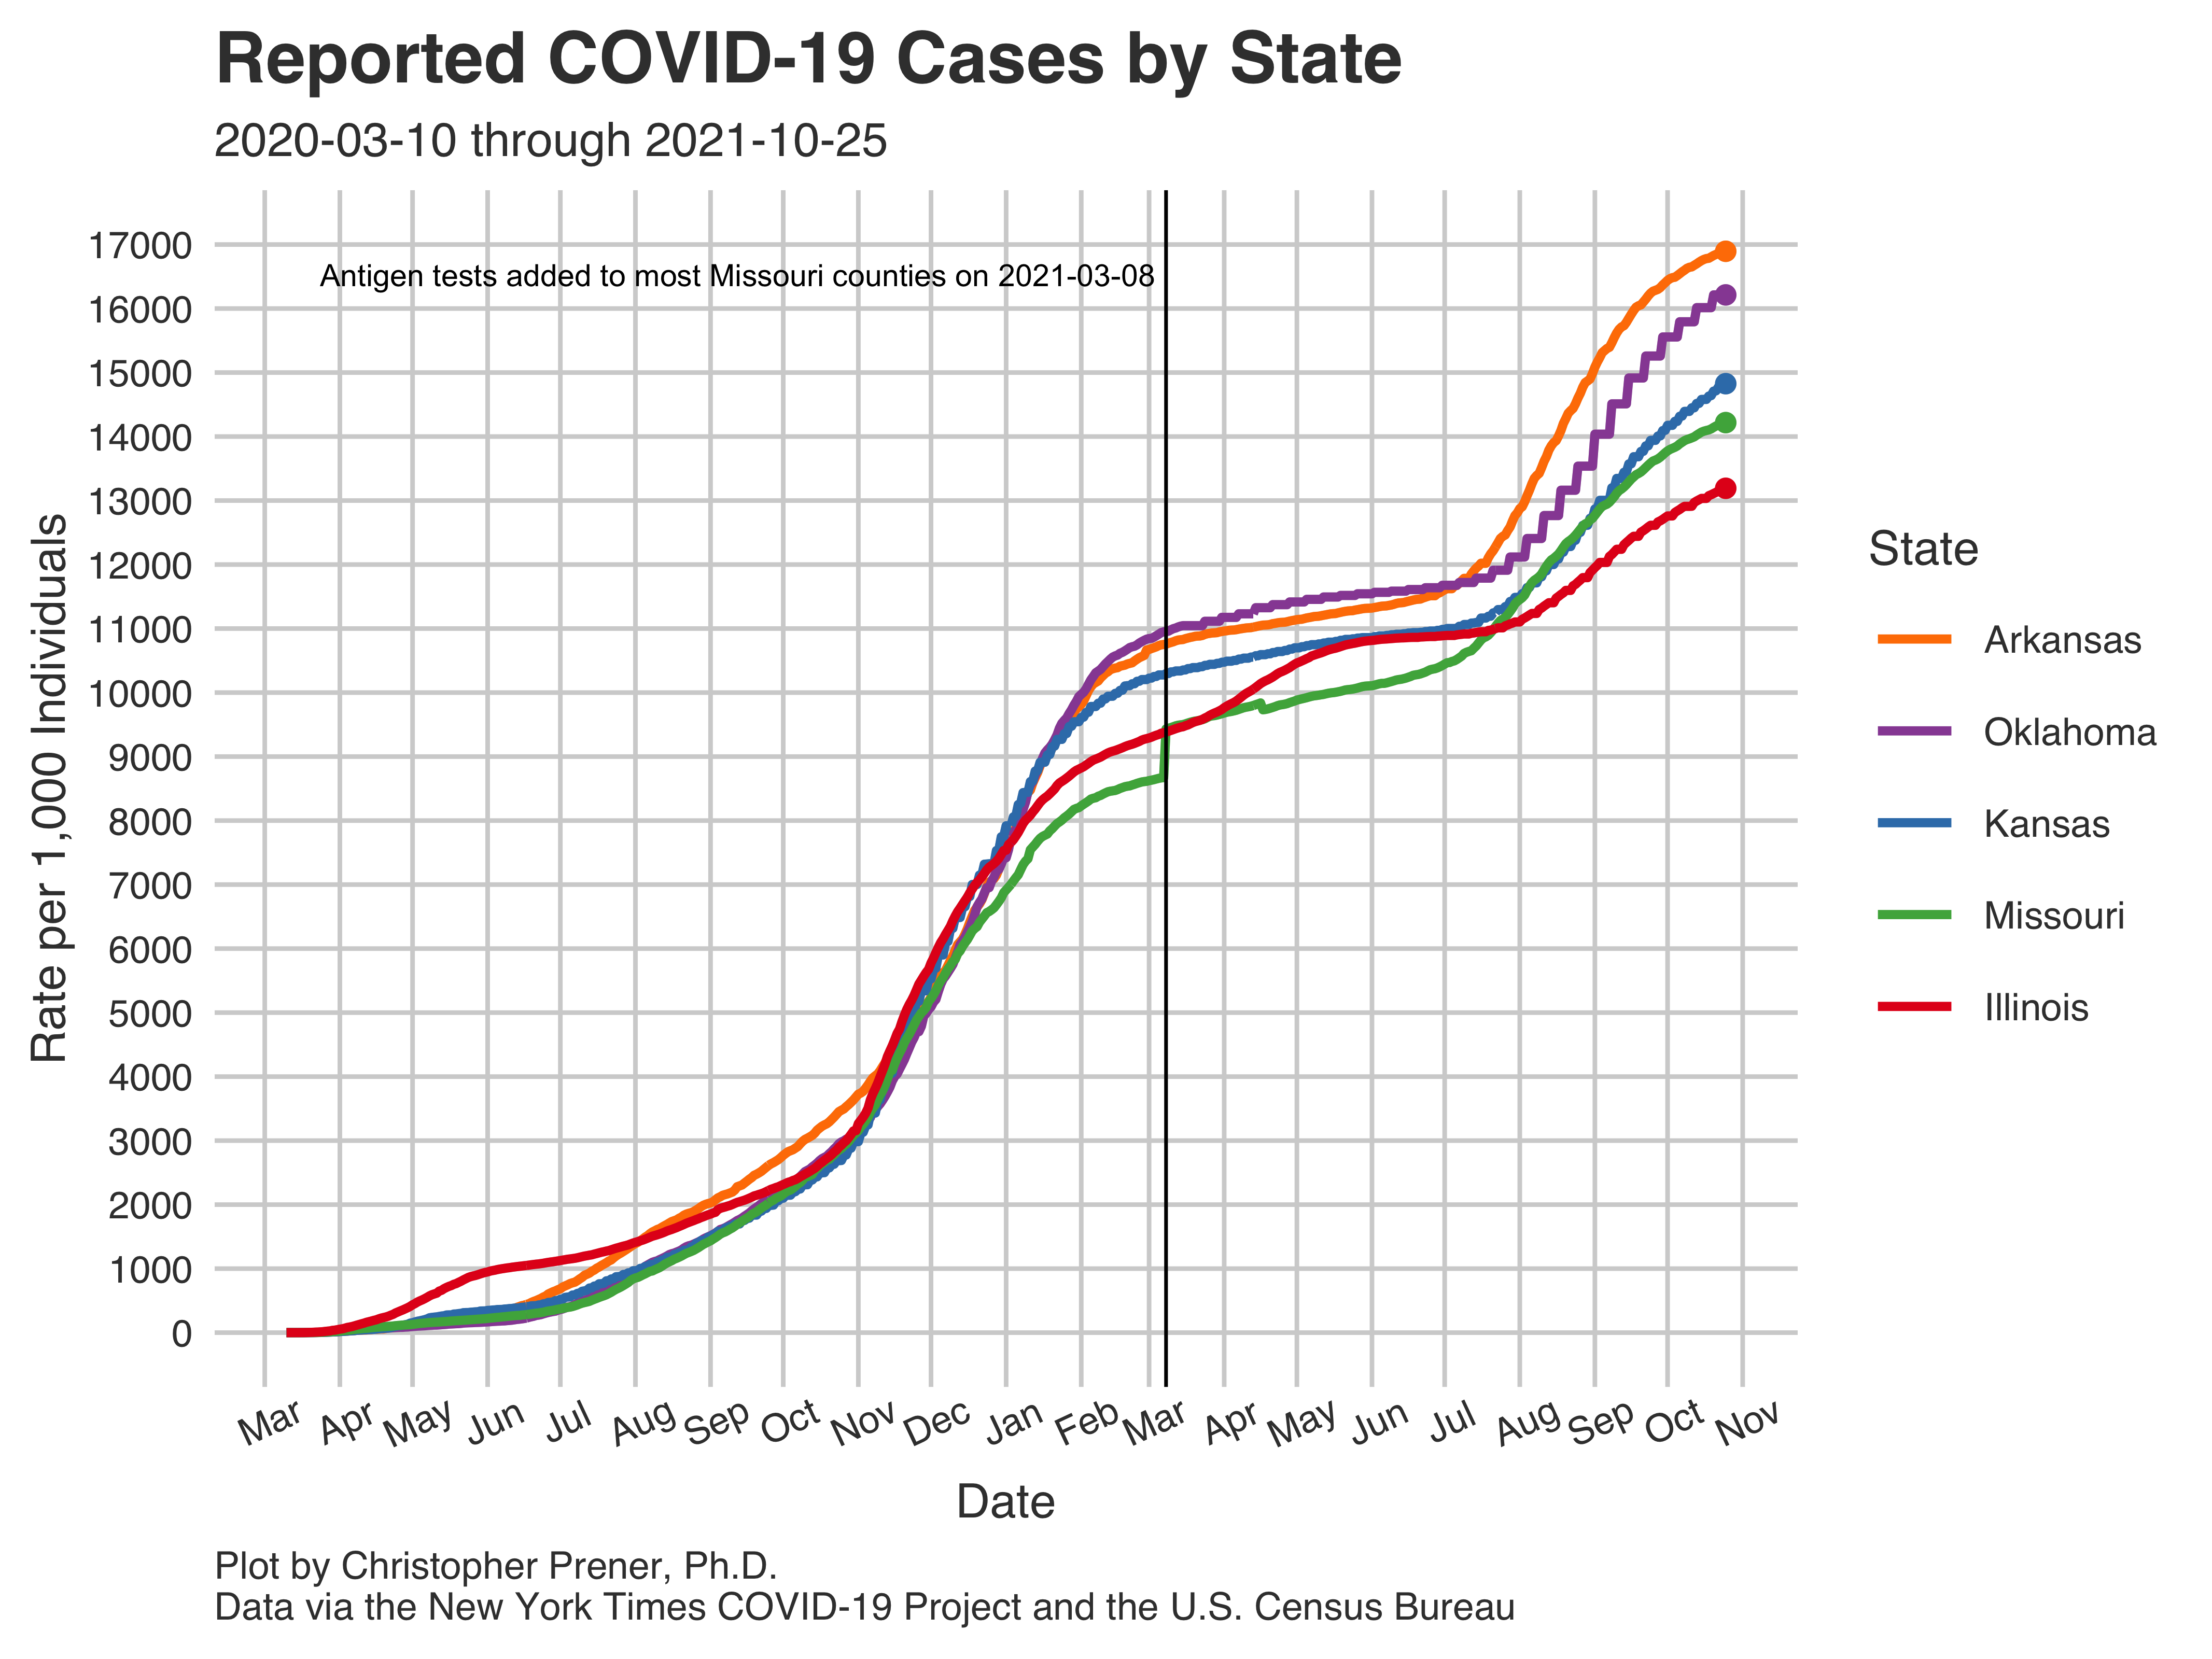 Reported COVID-19 Cases by State
2020-03-10 through 2021-10-25
17000
Antigen tests added to most Missouri counties on 2021-03-08
16000
15000
14000
13000
12000
11000
10000
9000
8000
7000
6000
5000
4000
3000
2000
1000
0
Rate per 1,000 Individuals
State
Arkansas
Oklahoma
Kansas
Missouri
Illinois
Mar Apr May Jun Jul Aug Sep Oct Nov Dec Jan Feb Mar Apr May Jun Jul Aug Sep Oct Nov
Date
Plot by Christopher Prener, Ph.D.
Data via the New York Times COVID-19 Project and the U.S. Census Bureau